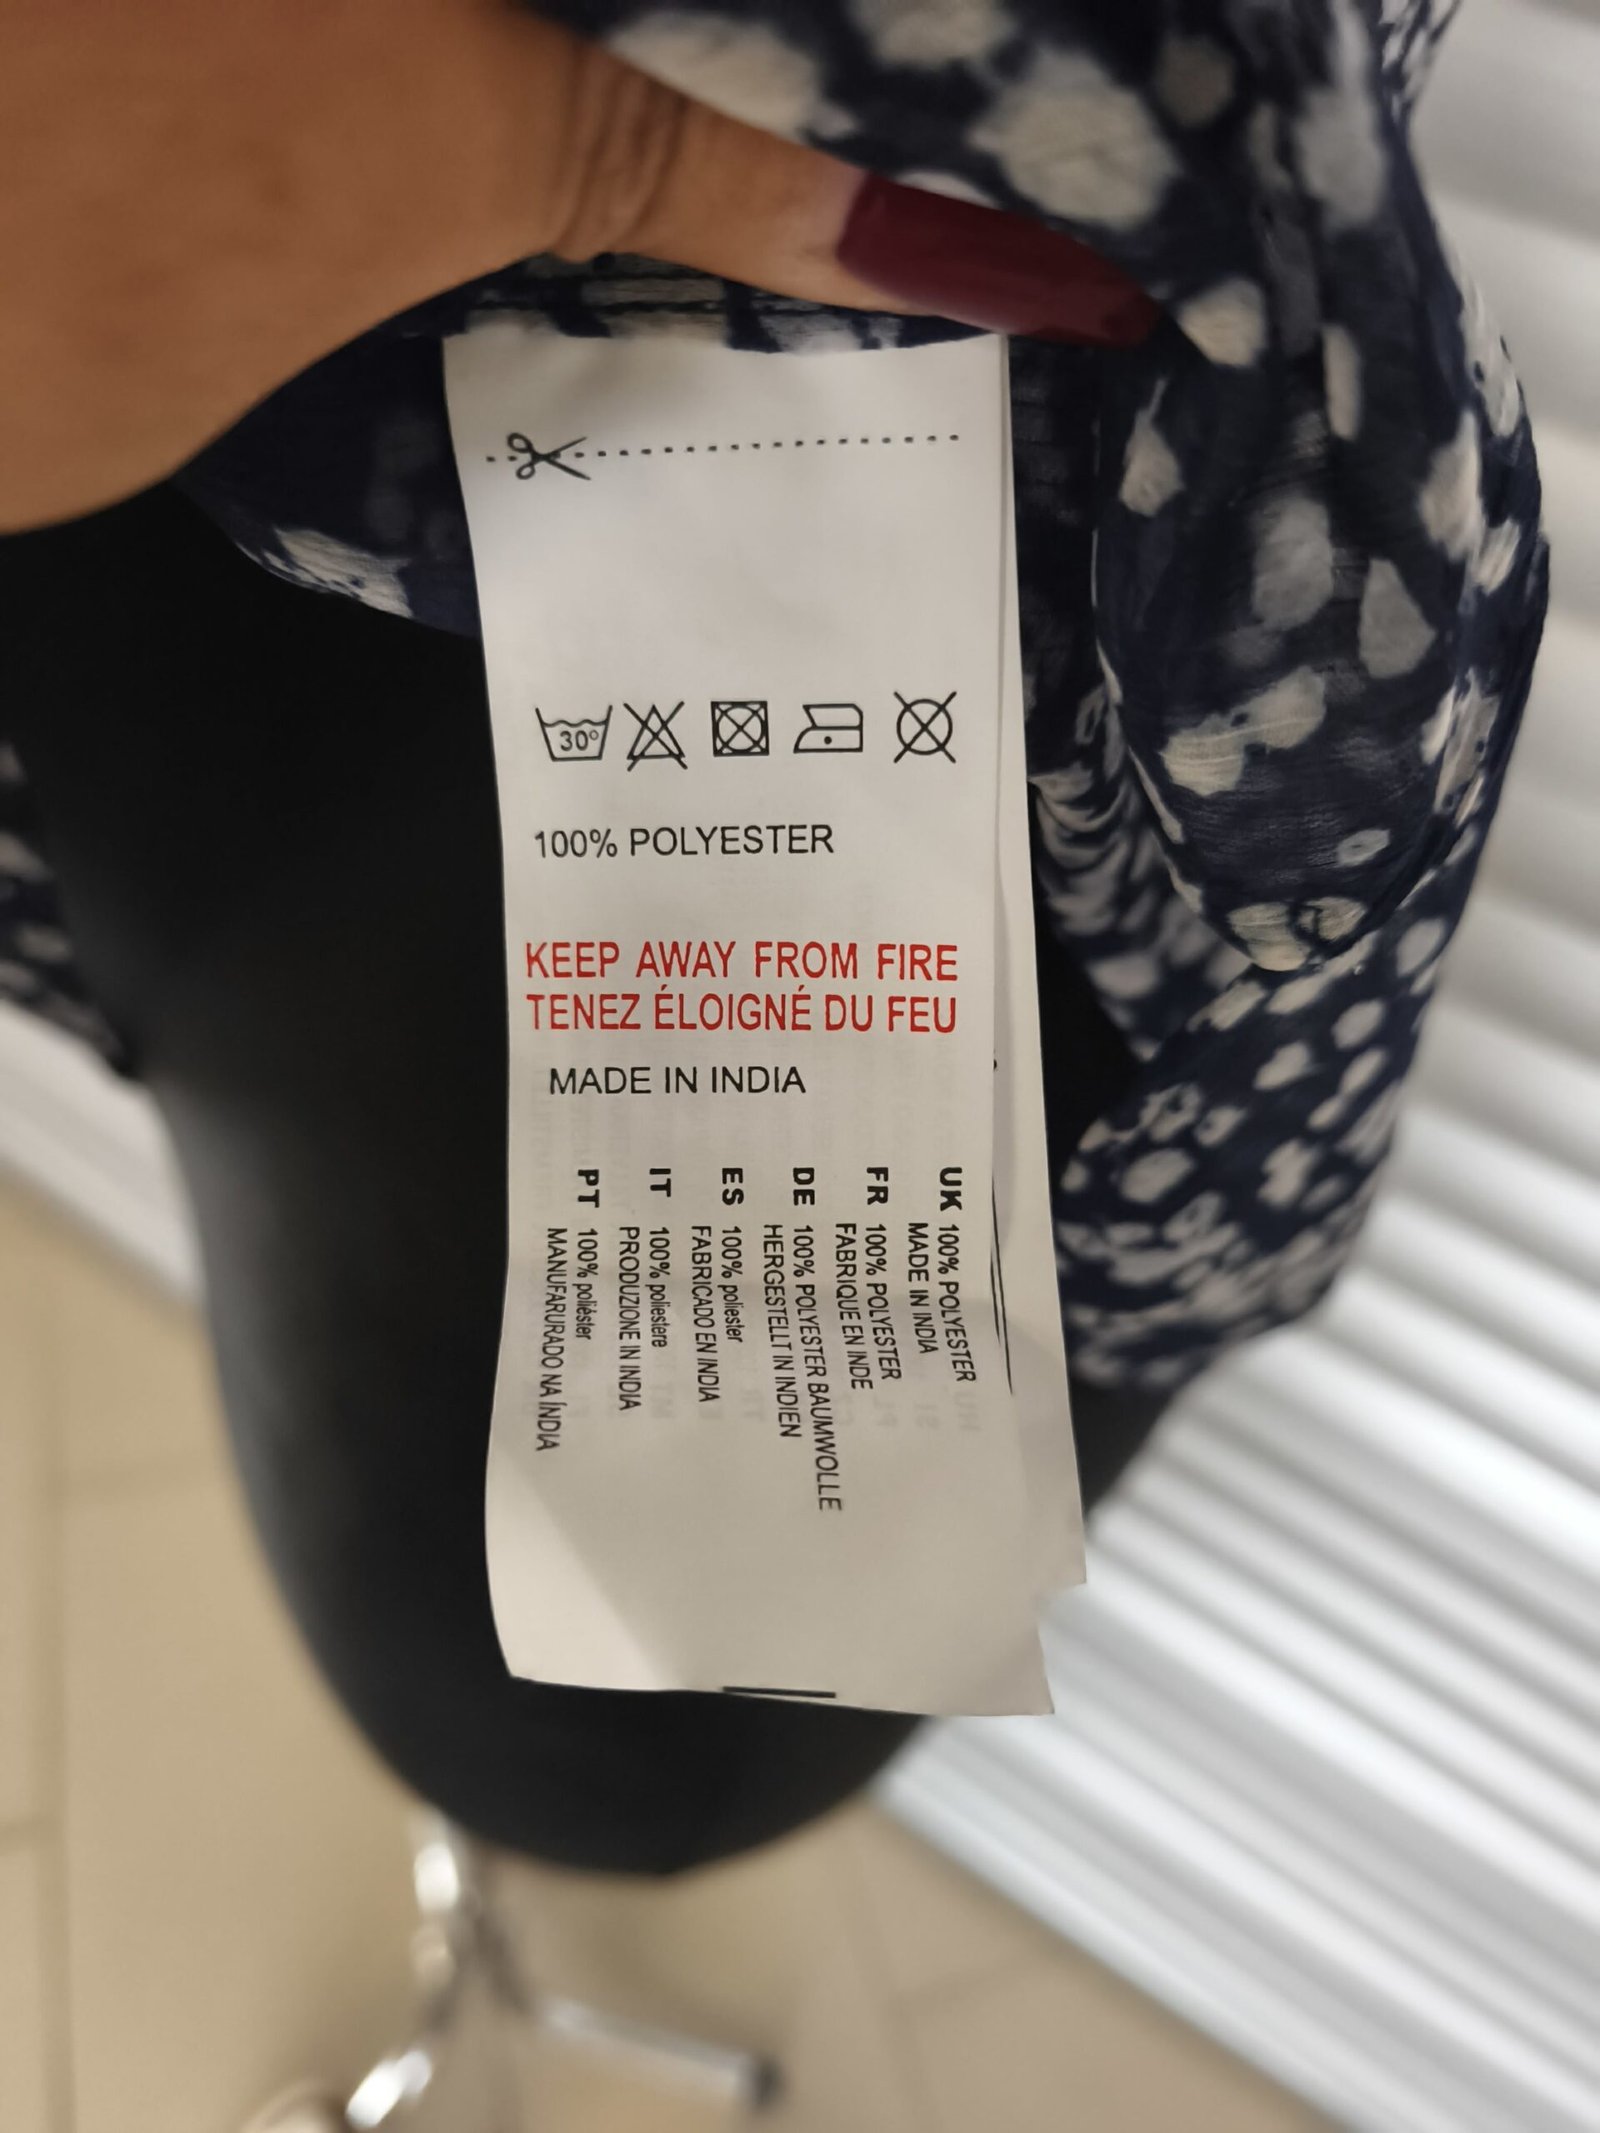 30°
100% POLYESTER
KEEP AWAY FROM FIRE
TENEZ ÉLOIGNÉ DU FEU
MADE IN INDIA
UK 100% POLYESTER
MADE IN INDIA
FR 100% POLYESTER
FABRIQUE EN INDE
DE 100% POLYESTER BAUMWOLLE
HERGESTELLT IN INDIEN
ES 100% poliester
FABRICADO EN INDIA
IT 100% poliestere
PRODUZIONE IN INDIA
PT 100% poliéster
MANUFARURADO NA ÍNDIA